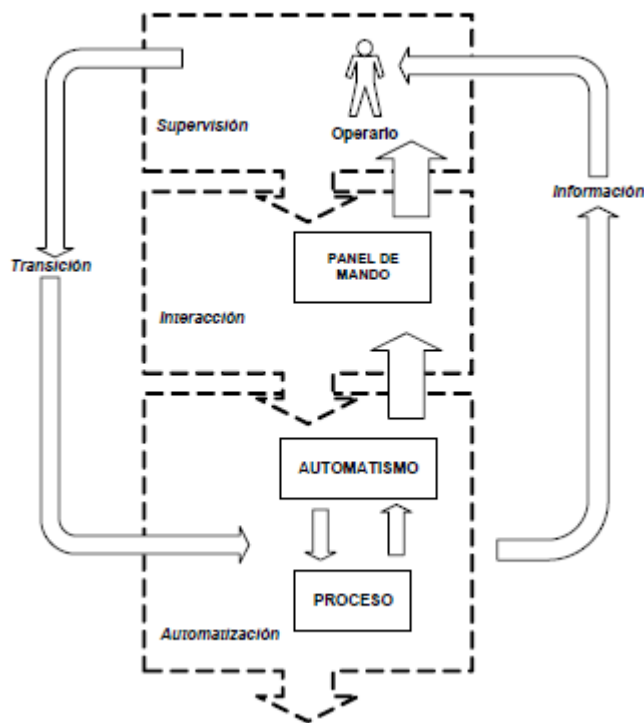 Supervisión
Operario
Información
Transición
PANEL DE
MANDO
Interacción
AUTOMATISMO
PROCESO
Automatización